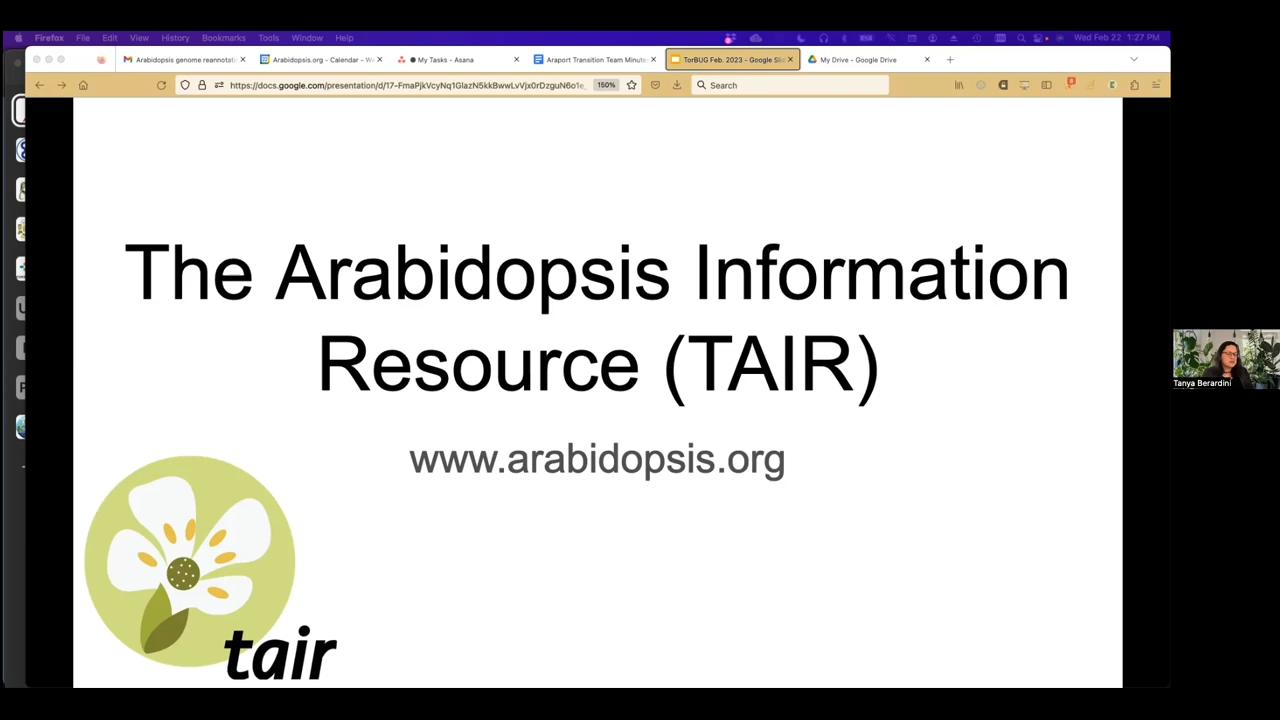 Firefox File Edit View History Bookmarks Tools Window Help Wed Feb 22 1:27 PM
Arabidopsis genome reannotati Arabidopsis.org - Calendar - W My Tasks - Asana Araport Transition Team Minute TorBUG Feb. 2023 - Google Sli My Drive - Google Drive
150% Search
The Arabidopsis Information
Resource (TAIR)
www.arabidopsis.org
tair
Tanya Berardini